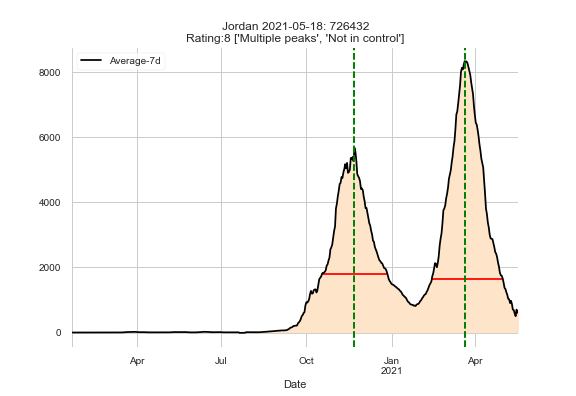 Jordan 2021-05-18: 726432
Rating:8 ['Multiple peaks', 'Not in control']
Average-7d
8000
6000
4000
2000
0
Apr
Jul
Oct
Jan
2021
Apr
Date